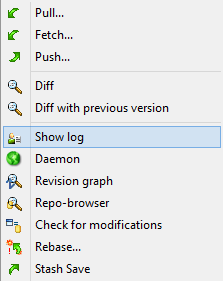 Pull...
Fetch...
Push...
Diff
Diff with previous version
Show log
Daemon
Revision graph
Repo-browser
Check for modifications
Rebase...
Stash Save